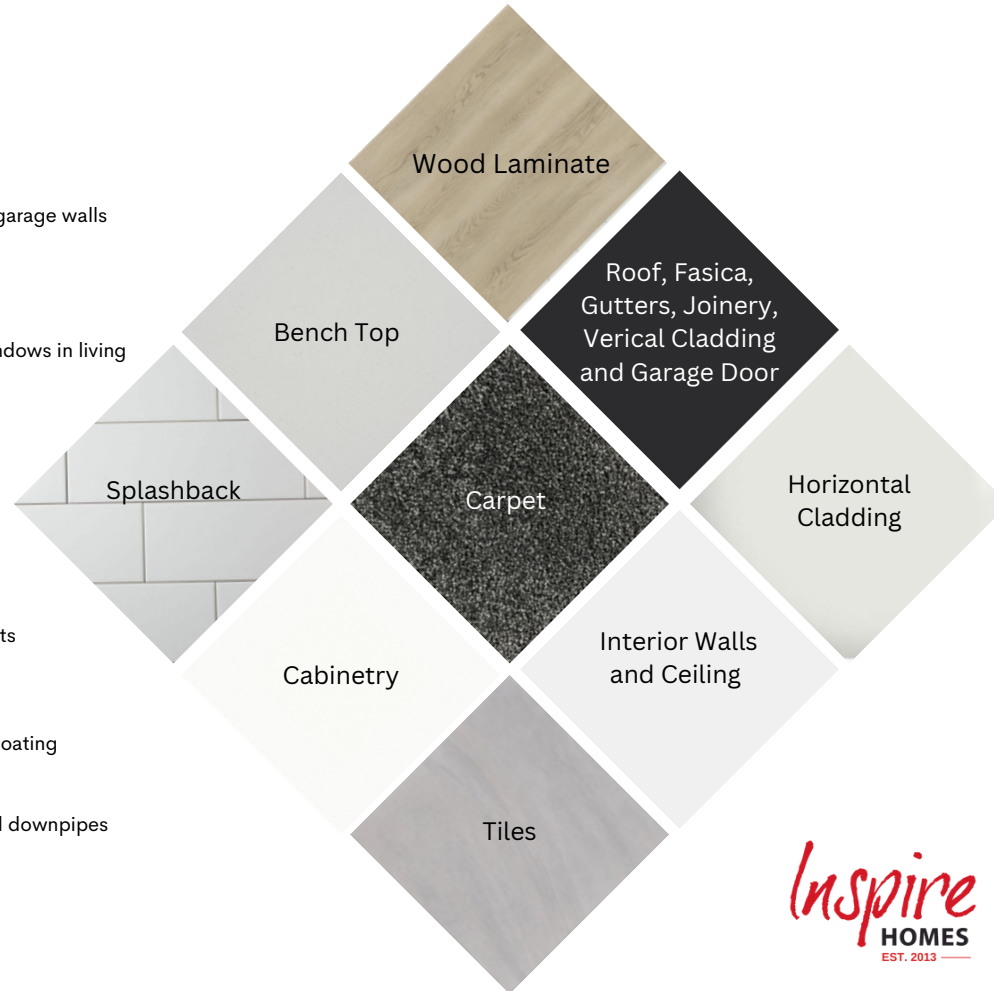 garage walls
ndows in living
ts
oating
downpipes
Wood Laminate
Bench Top
Roof, Fasica,
Gutters, Joinery,
Verical Cladding
and Garage Door
Splashback
Carpet
Horizontal
Cladding
Cabinetry
Interior Walls
and Ceiling
Tiles
Inspire
HOMES
EST. 2013